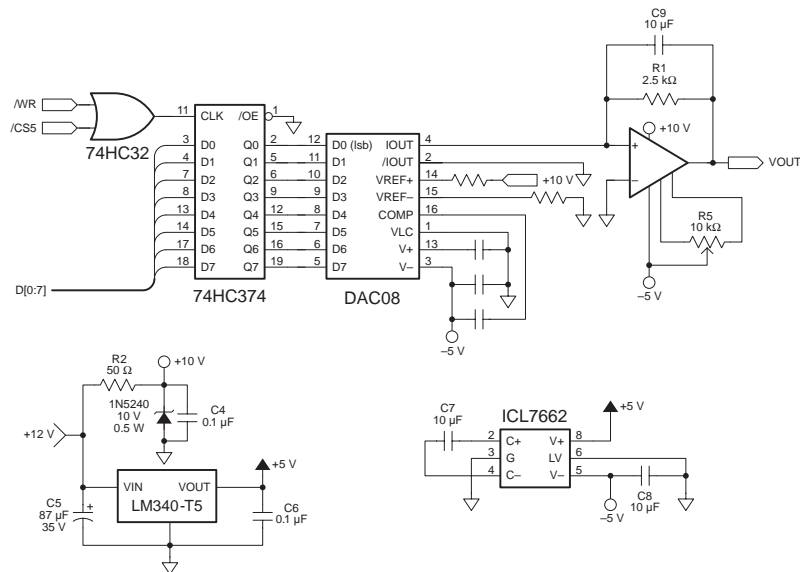 C9
10 µF
R1
2.5 kΩ
/WR
/CS5
74HC32
11 CLK /OE 1
3 D0 Q0 2
4 D1 Q1 5
7 D2 Q2 6
8 D3 Q3 9
13 D4 Q4 12
14 D5 Q5 15
17 D6 Q6 16
18 D7 Q7 19
D[0:7]
74HC374
12 D0 (lsb) IOUT 4
11 D1 /IOUT 2
10 D2 VREF+ 14
9 D3 VREF– 15
8 D4 COMP 16
7 D5 VLC 1
6 D6 V+ 13
5 D7 V– 3
DAC08
+10 V
–5 V
+10 V
+
–
VOUT
R5
10 kΩ
–5 V
R2
50 Ω
+10 V
1N5240
10 V
0.5 W
C4
0.1 µF
+12 V
+5 V
VIN VOUT
LM340-T5
C5
87 µF
35 V
+
C6
0.1 µF
ICL7662
C7
10 µF
+5 V
2 C+ V+ 8
3 G LV 6
4 C– V– 5
–5 V
C8
10 µF